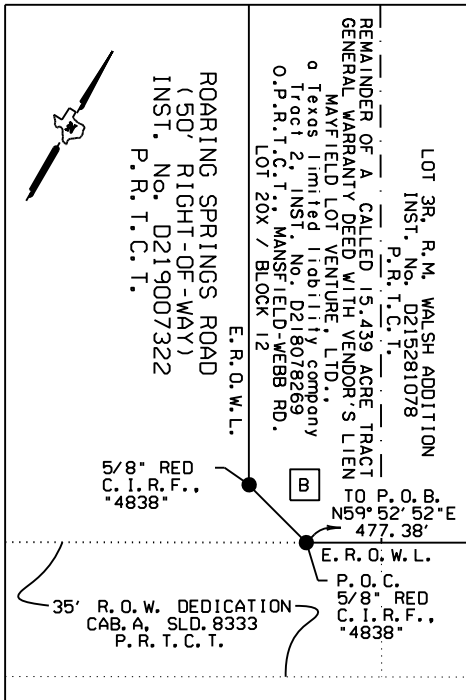 LOT 3R, R.M. WALSH ADDITION
INST. No. D215281078
P.R.T.C.T.
REMAINDER OF A CALLED 15.439 ACRE TRACT
GENERAL WARRANTY DEED WITH VENDOR'S LIEN
MAYFIELD LOT VENTURE, LTD.,
a Texas limited liability company
Tract 2, INST. No. D218078269
O.P.R.T.C.T., MANSFIELD-WEBB RD.
LOT 20X / BLOCK 12
E.R.O.W.L.
ROARING SPRINGS ROAD
(50' RIGHT-OF-WAY)
INST. No. D219007322
P.R.T.C.T.
N
5/8" RED
C.I.R.F.,
"4838"
B
TO P.O.B.
N59°52'52"E
477.38'
E.R.O.W.L.
P.O.C.
5/8" RED
C.I.R.F.,
"4838"
35' R.O.W. DEDICATION
CAB.A, SLD.8333
P.R.T.C.T.